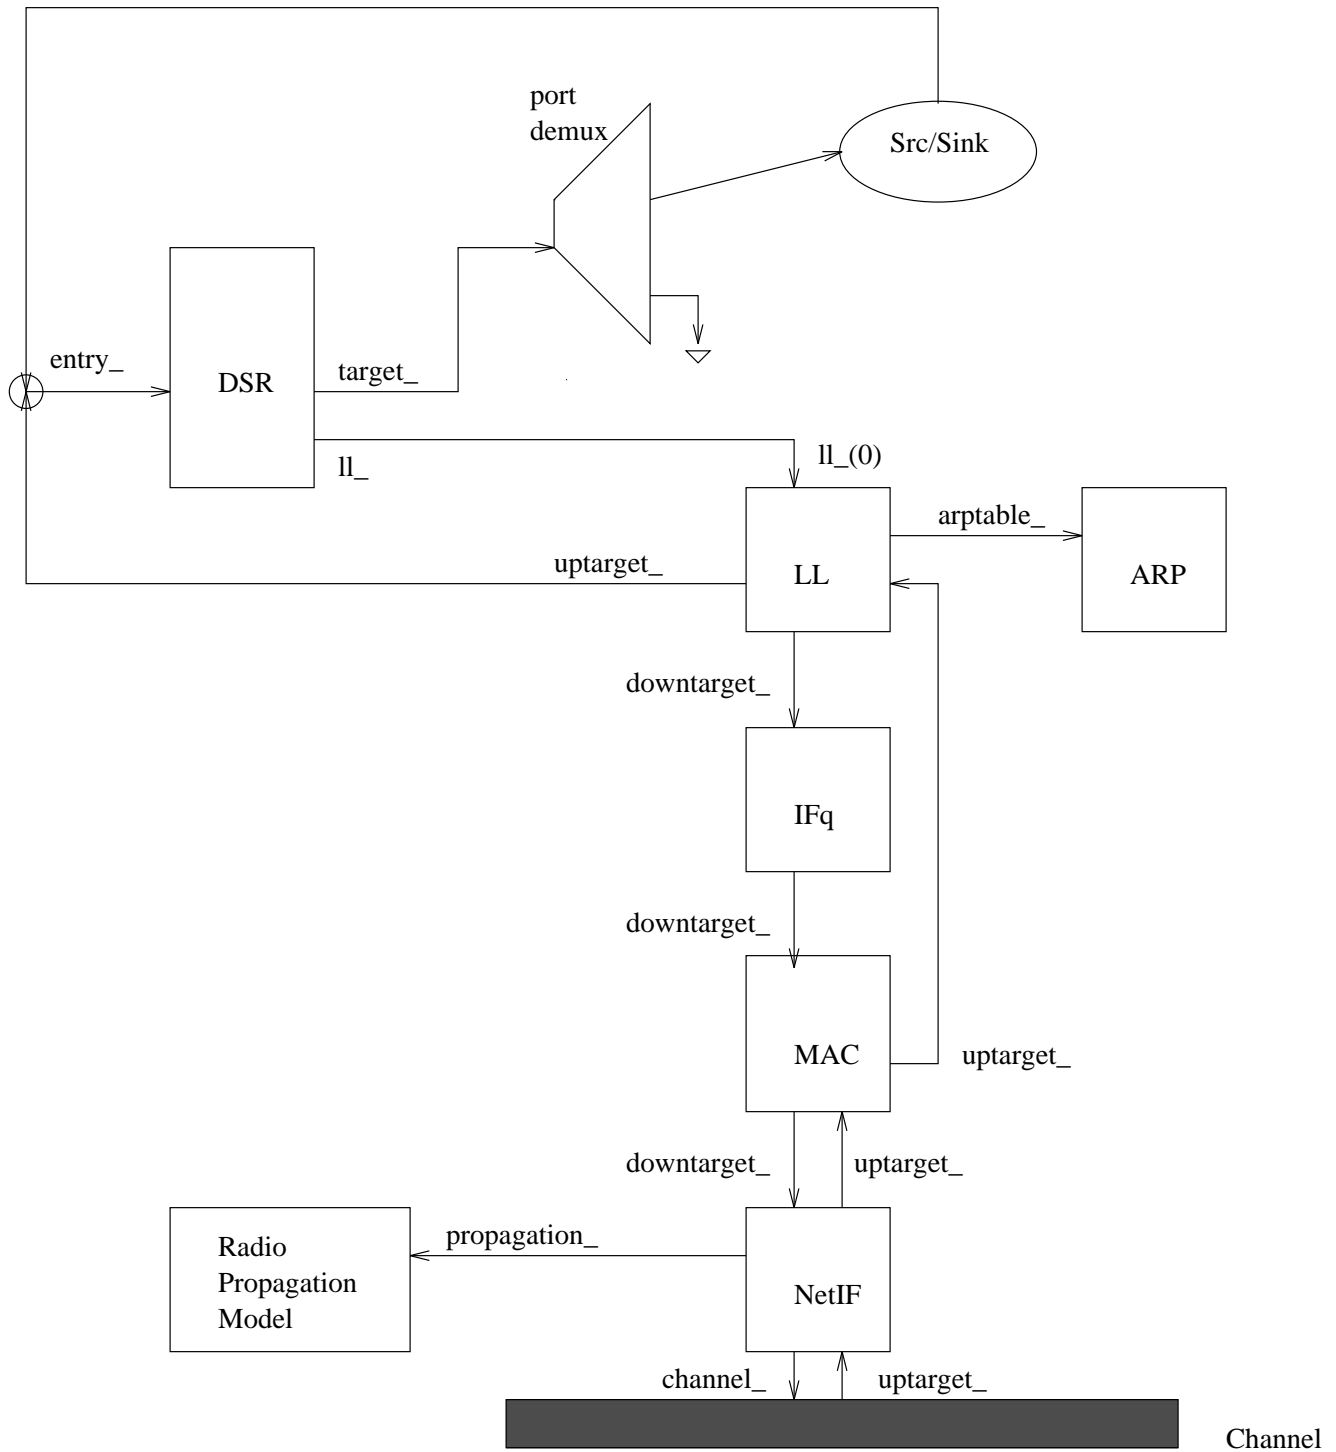 port
demux
Src/Sink
entry_
DSR
target_
ll_
ll_(0)
arptable_
uptarget_
LL
ARP
downtarget_
IFq
downtarget_
MAC
uptarget_
downtarget_
uptarget_
Radio
Propagation
Model
propagation_
NetIF
channel_
uptarget_
Channel